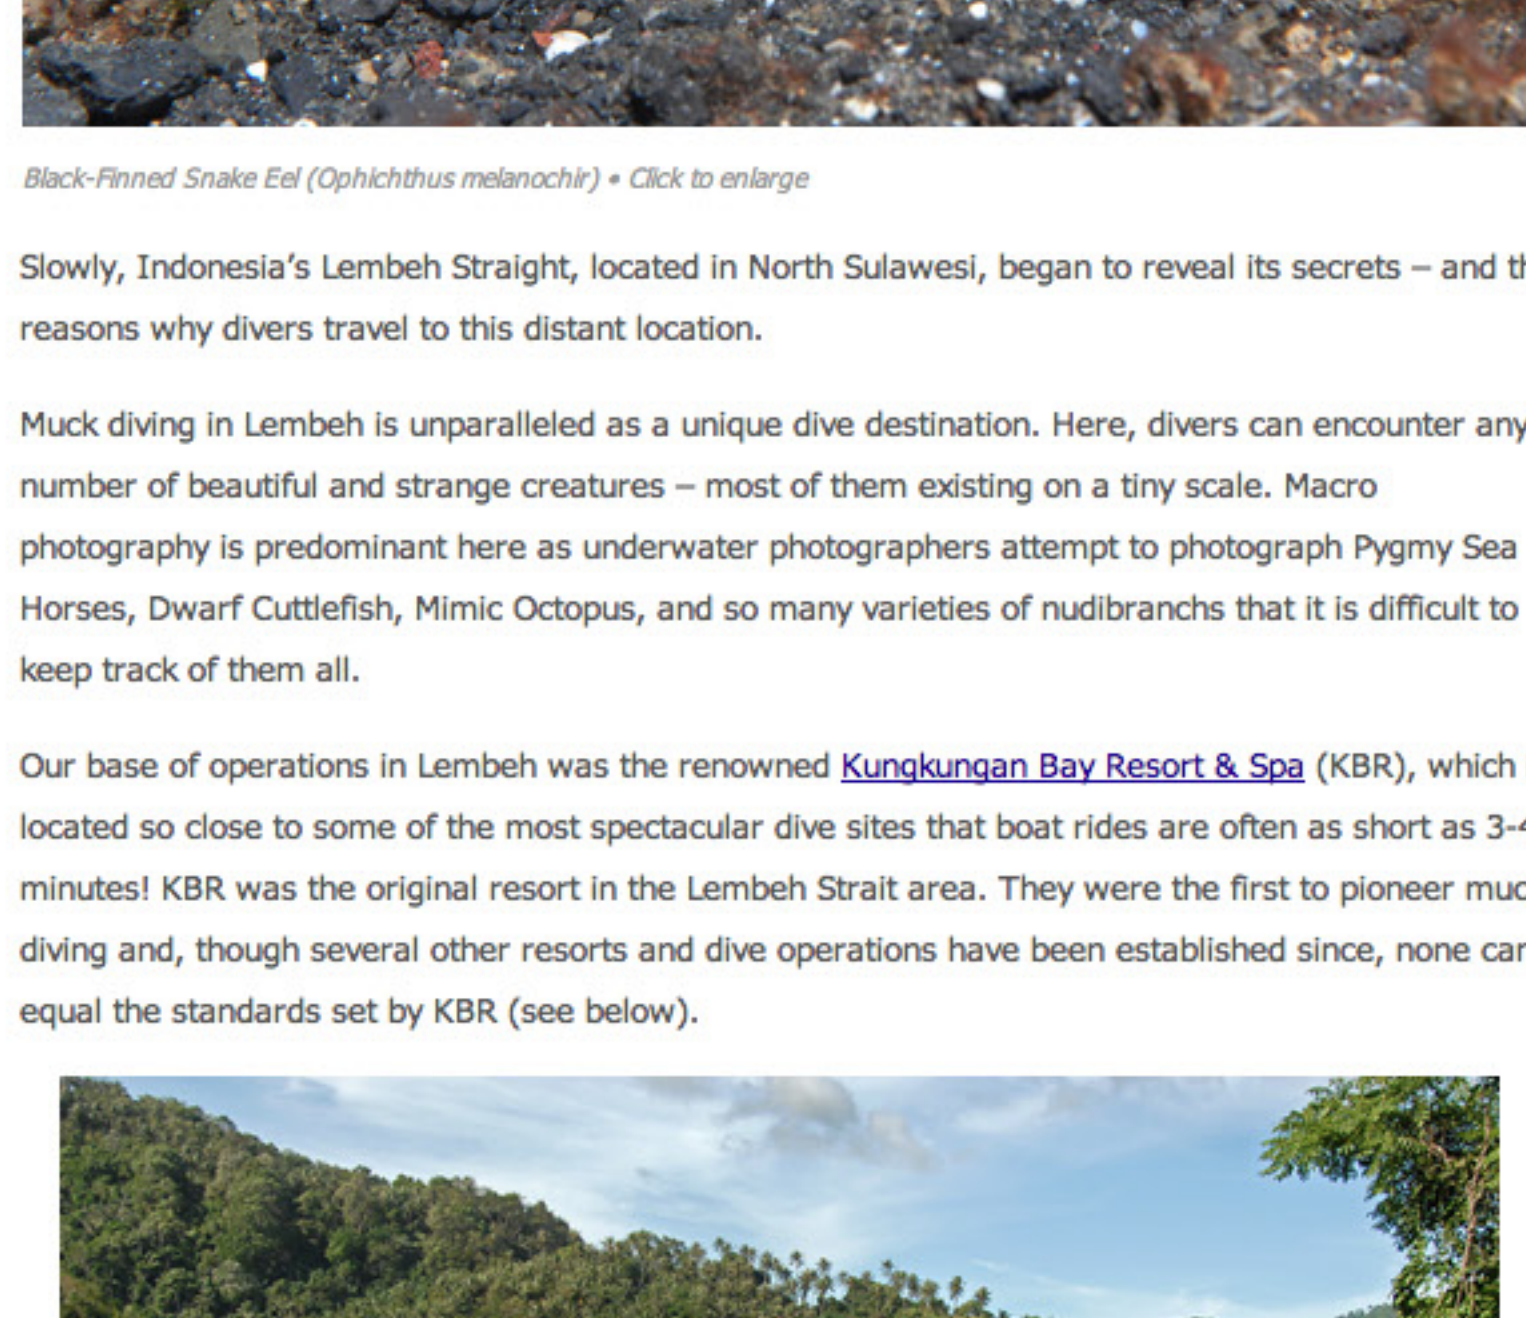 Black-Finned Snake Eel (Ophichthus melanochir) • Click to enlarge
Slowly, Indonesia’s Lembeh Straight, located in North Sulawesi, began to reveal its secrets – and
reasons why divers travel to this distant location.
Muck diving in Lembeh is unparalleled as a unique dive destination. Here, divers can encounter any
number of beautiful and strange creatures – most of them existing on a tiny scale. Macro
photography is predominant here as underwater photographers attempt to photograph Pygmy Sea
Horses, Dwarf Cuttlefish, Mimic Octopus, and so many varieties of nudibranchs that it is difficult to
keep track of them all.
Our base of operations in Lembeh was the renowned Kungkungan Bay Resort & Spa (KBR), which
located so close to some of the most spectacular dive sites that boat rides are often as short as
minutes! KBR was the original resort in the Lembeh Strait area. They were the first to pioneer
diving and, though several other resorts and dive operations have been established since, none
equal the standards set by KBR (see below).